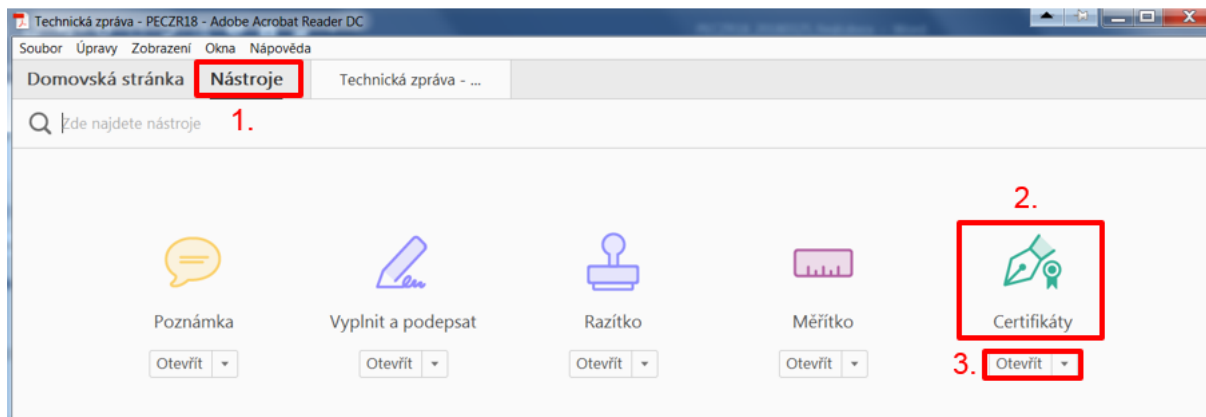 Technická zpráva - PECZR18 - Adobe Acrobat Reader DC
Soubor Úpravy Zobrazení Okna Nápověda
Domovská stránka Nástroje Technická zpráva - ...
Zde najdete nástroje 1.
2.
Poznámka Vyplnit a podepsat Razítko Měřítko Certifikáty
Otevřít Otevřít Otevřít Otevřít 3. Otevřít